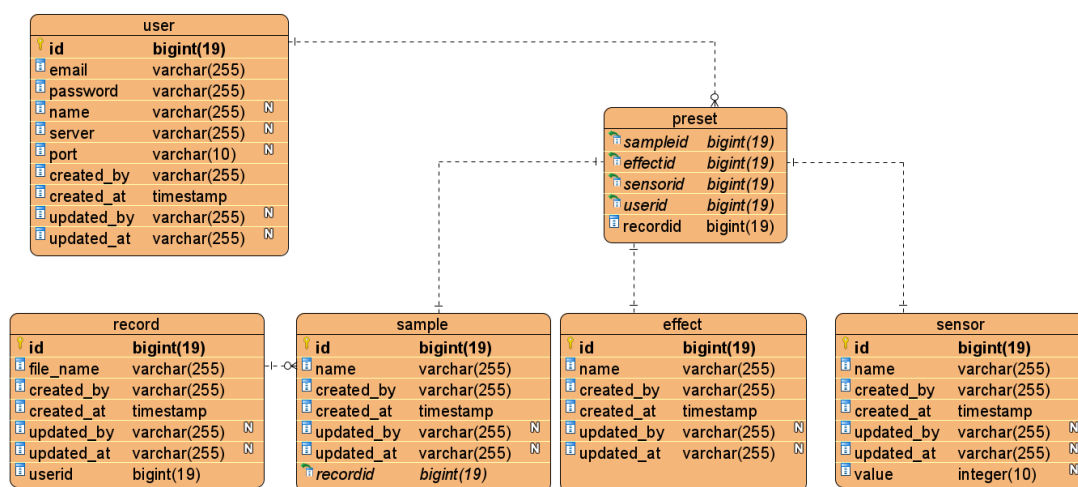 user
id bigint(19)
email varchar(255)
password varchar(255)
name varchar(255) N
server varchar(255) N
port varchar(10) N
created_by varchar(255)
created_at timestamp
updated_by varchar(255) N
updated_at varchar(255) N
preset
sampleid bigint(19)
effectid bigint(19)
sensorid bigint(19)
userid bigint(19)
recordid bigint(19)
record
id bigint(19)
file_name varchar(255)
created_by varchar(255)
created_at timestamp
updated_by varchar(255) N
updated_at varchar(255) N
userid bigint(19)
sample
id bigint(19)
name varchar(255)
created_by varchar(255)
created_at timestamp
updated_by varchar(255) N
updated_at varchar(255) N
recordid bigint(19)
effect
id bigint(19)
name varchar(255)
created_by varchar(255)
created_at timestamp
updated_by varchar(255) N
updated_at varchar(255) N
sensor
id bigint(19)
name varchar(255)
created_by varchar(255)
created_at timestamp
updated_by varchar(255) N
updated_at varchar(255) N
value integer(10) N